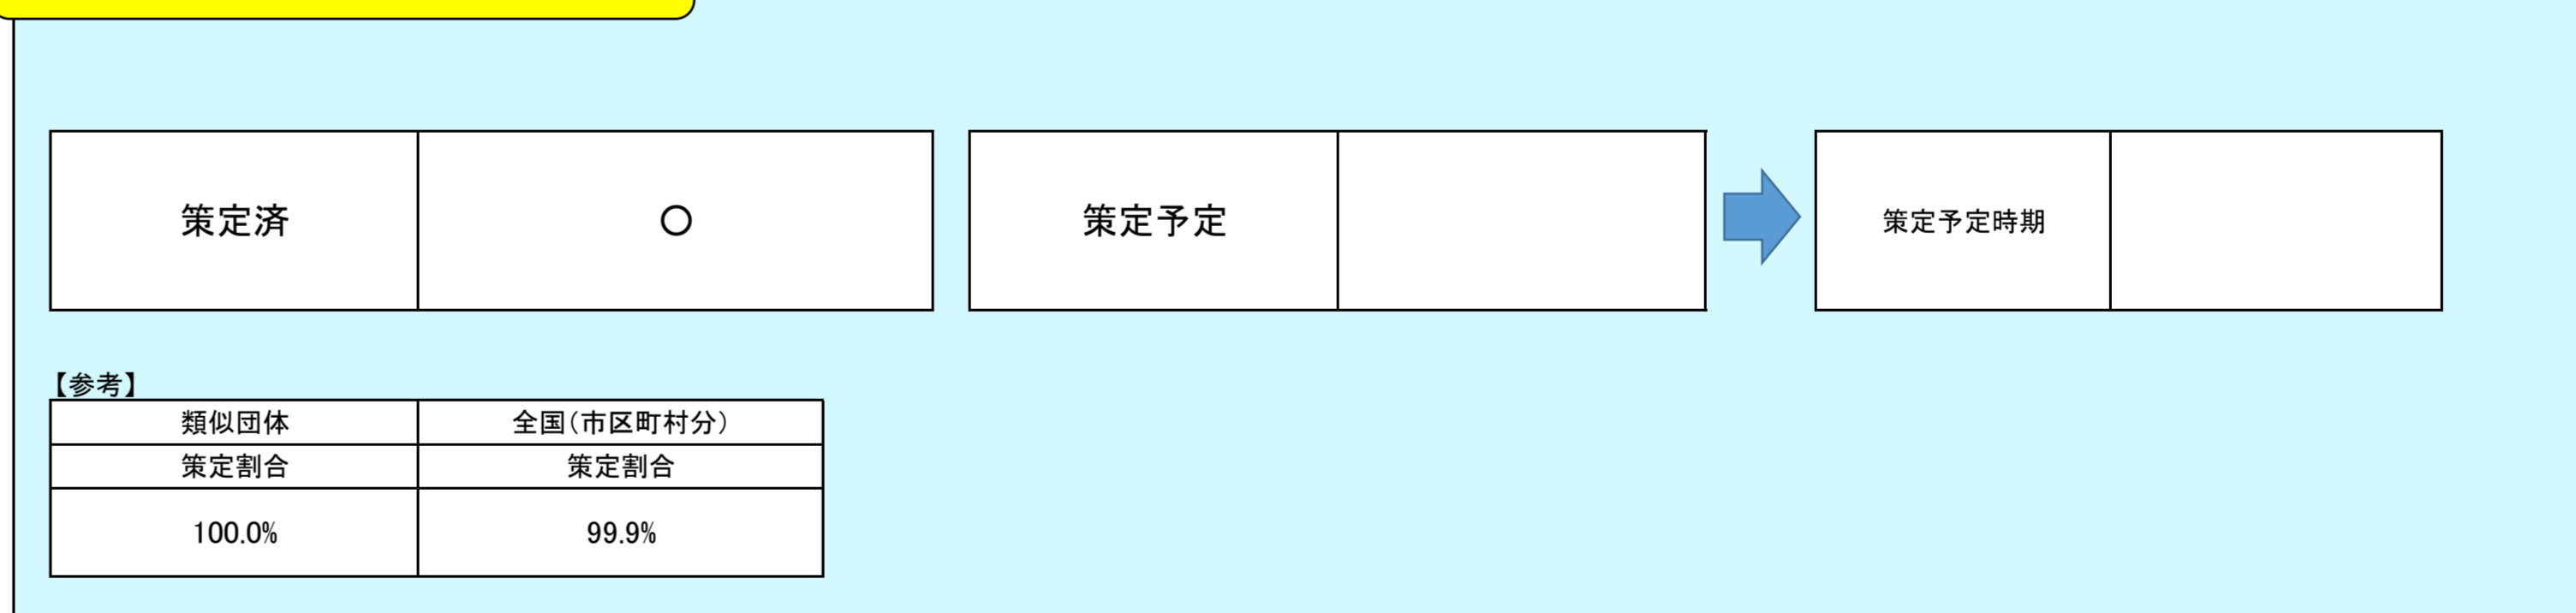 策定済 ○ 策定予定 策定予定時期
【参考】
類似団体 全国(市区町村分)
策定割合 策定割合
100.0% 99.9%